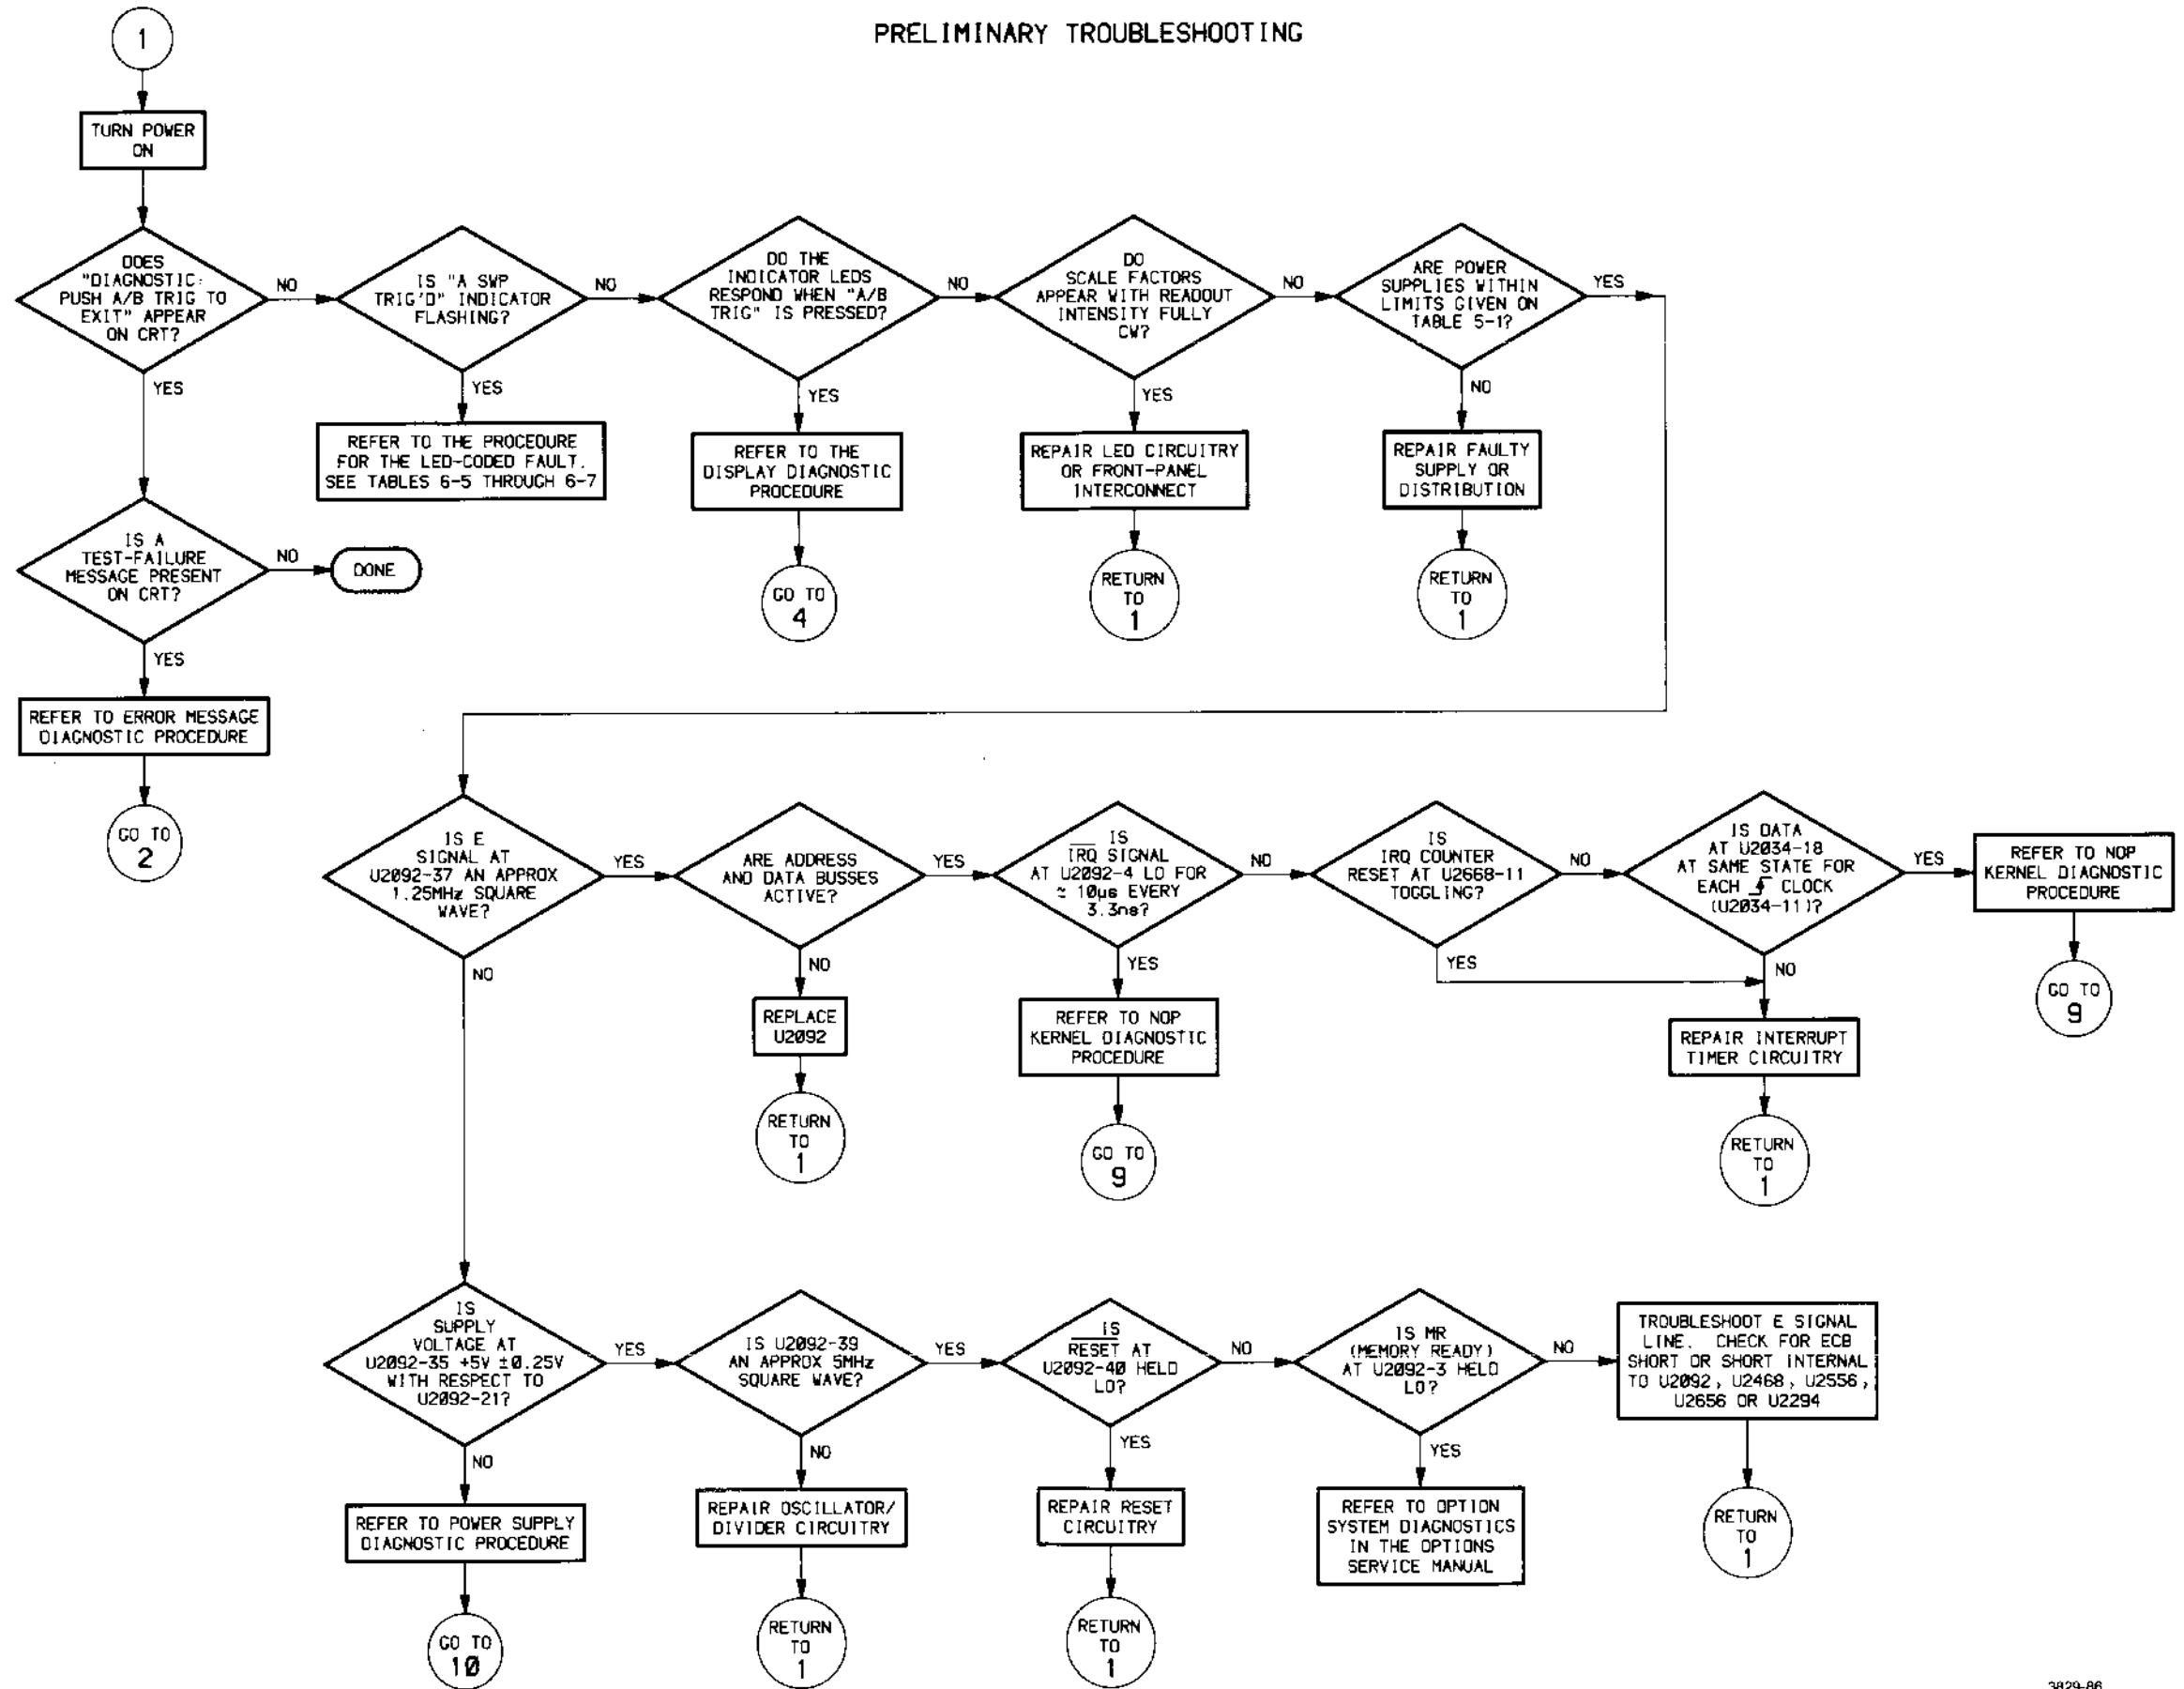 PRELIMINARY TROUBLESHOOTING
1
TURN POWER
ON
DOES
"DIAGNOSTIC:
PUSH A/B TRIG TO
EXIT" APPEAR
ON CRT?
NO
YES
IS "A SWP
TRIG'D" INDICATOR
FLASHING?
NO
YES
DO THE
INDICATOR LEDS
RESPOND WHEN "A/B
TRIG" IS PRESSED?
NO
YES
DO
SCALE FACTORS
APPEAR WITH READOUT
INTENSITY FULLY
CW?
NO
YES
ARE POWER
SUPPLIES WITHIN
LIMITS GIVEN ON
TABLE 5-1?
YES
NO
REFER TO THE PROCEDURE
FOR THE LED-CODED FAULT.
SEE TABLES 6-5 THROUGH 6-7
REFER TO THE
DISPLAY DIAGNOSTIC
PROCEDURE
REPAIR LED CIRCUITRY
OR FRONT-PANEL
INTERCONNECT
REPAIR FAULTY
SUPPLY OR
DISTRIBUTION
IS A
TEST-FAILURE
MESSAGE PRESENT
ON CRT?
NO
DONE
YES
GO TO
4
RETURN
TO
1
RETURN
TO
1
REFER TO ERROR MESSAGE
DIAGNOSTIC PROCEDURE
GO TO
2
IS E
SIGNAL AT
U2092-37 AN APPROX
1.25MHz SQUARE
WAVE?
YES
NO
ARE ADDRESS
AND DATA BUSSES
ACTIVE?
YES
NO
IS
IRQ SIGNAL
AT U2092-4 LO FOR
≈ 10µs EVERY
3.3ns?
NO
YES
IS
IRQ COUNTER
RESET AT U2668-11
TOGGLING?
NO
YES
IS DATA
AT U2034-18
AT SAME STATE FOR
EACH CLOCK
(U2034-11)?
YES
NO
REFER TO NOP
KERNEL DIAGNOSTIC
PROCEDURE
GO TO
9
REPLACE
U2092
RETURN
TO
1
REFER TO NOP
KERNEL DIAGNOSTIC
PROCEDURE
GO TO
9
REPAIR INTERRUPT
TIMER CIRCUITRY
RETURN
TO
1
IS
SUPPLY
VOLTAGE AT
U2092-35 +5V ±0.25V
WITH RESPECT TO
U2092-21?
YES
NO
IS U2092-39
AN APPROX 5MHz
SQUARE WAVE?
YES
NO
IS
RESET AT
U2092-40 HELD
LO?
NO
YES
IS MR
(MEMORY READY)
AT U2092-3 HELD
LO?
NO
YES
TROUBLESHOOT E SIGNAL
LINE. CHECK FOR ECB
SHORT OR SHORT INTERNAL
TO U2092, U2468, U2556,
U2656 OR U2294
RETURN
TO
1
REFER TO POWER SUPPLY
DIAGNOSTIC PROCEDURE
GO TO
10
REPAIR OSCILLATOR/
DIVIDER CIRCUITRY
RETURN
TO
1
REPAIR RESET
CIRCUITRY
RETURN
TO
1
REFER TO OPTION
SYSTEM DIAGNOSTICS
IN THE OPTIONS
SERVICE MANUAL
3829-86